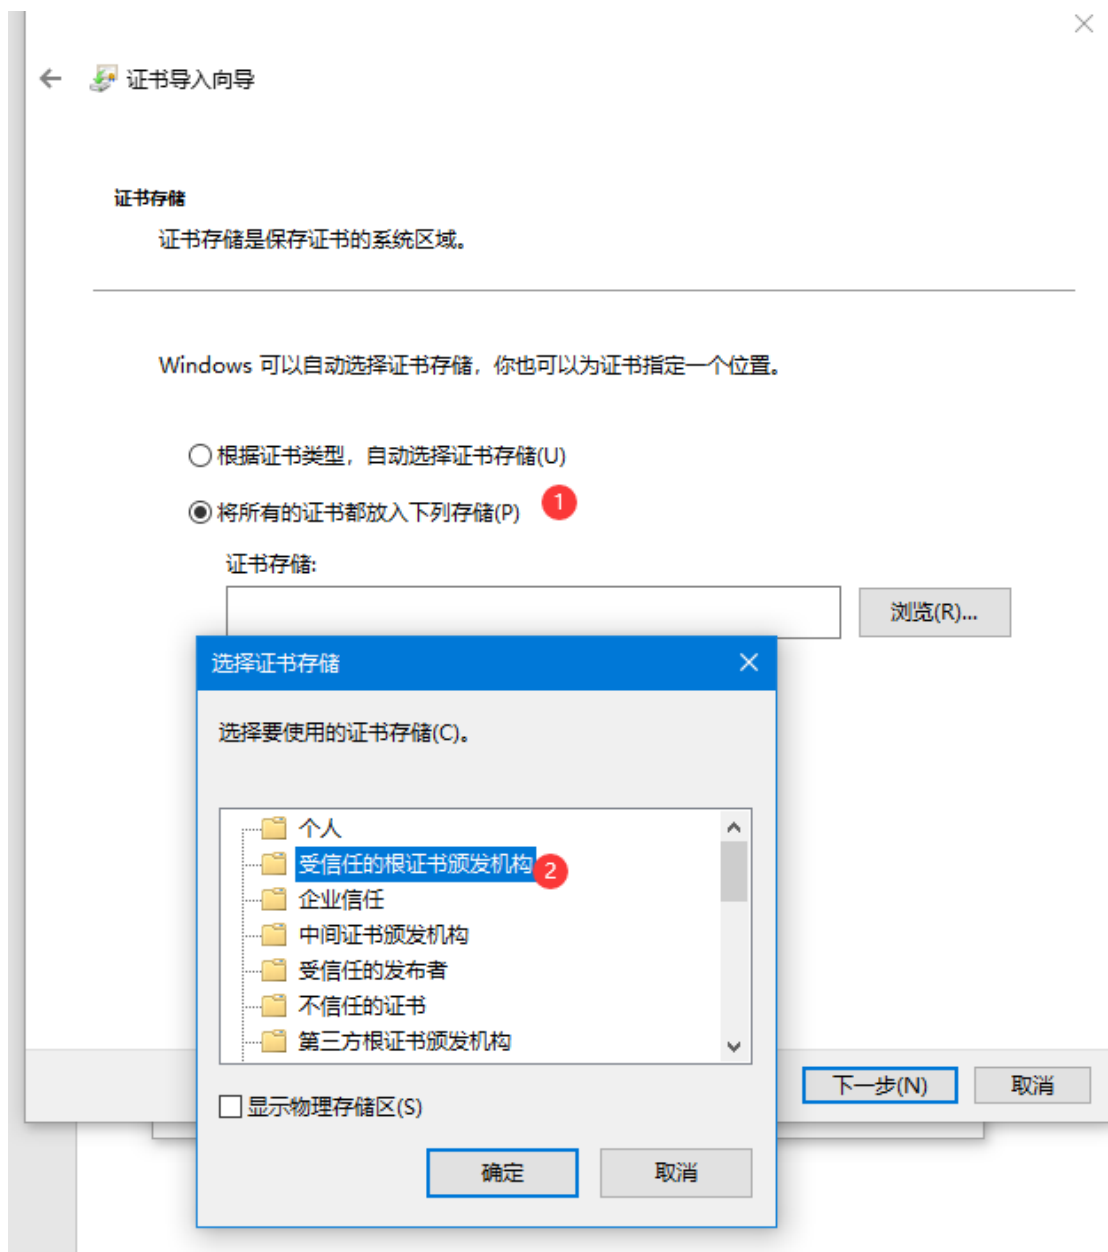 证书导入向导
证书存储
证书存储是保存证书的系统区域。
Windows 可以自动选择证书存储，你也可以为证书指定一个位置。
根据证书类型，自动选择证书存储(U)
将所有的证书都放入下列存储(P) 1
证书存储:
浏览(R)...
选择证书存储
选择要使用的证书存储(C)。
个人
受信任的根证书颁发机构 2
企业信任
中间证书颁发机构
受信任的发布者
不信任的证书
第三方根证书颁发机构
显示物理存储区(S)
确定 取消
下一步(N) 取消